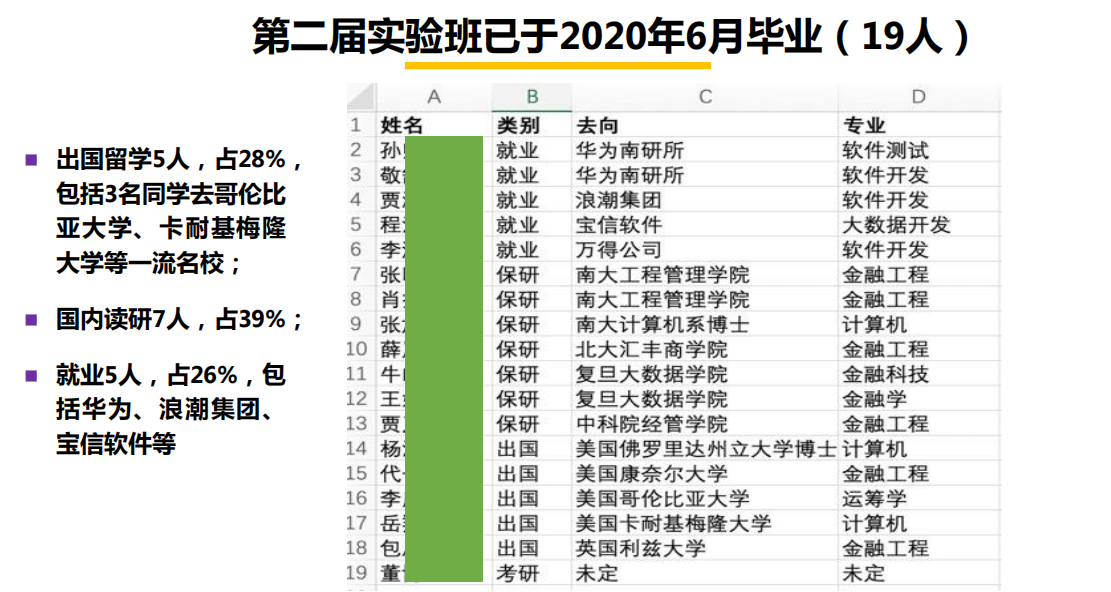 第二届实验班已于2020年6月毕业（19人）
■ 出国留学5人，占28%，
包括3名同学去哥伦比
亚大学、卡耐基梅隆
大学等一流名校；
■ 国内读研7人，占39%；
■ 就业5人，占26%，包
括华为、浪潮集团、
宝信软件等
A B C D
1 姓名 类别 去向 专业
2 孙 就业 华为南研所 软件测试
3 敬 就业 华为南研所 软件开发
4 贾 就业 浪潮集团 软件开发
5 程 就业 宝信软件 大数据开发
6 李 就业 万得公司 软件开发
7 张 保研 南大工程管理学院 金融工程
8 肖 保研 南大工程管理学院 金融工程
9 张 保研 南大计算机系博士 计算机
10 薛 保研 北大汇丰商学院 金融工程
11 牛 保研 复旦大数据学院 金融科技
12 王 保研 复旦大数据学院 金融学
13 贾 保研 中科院经管学院 金融工程
14 杨 出国 美国佛罗里达州立大学博士 计算机
15 代 出国 美国康奈尔大学 金融工程
16 李 出国 美国哥伦比亚大学 运筹学
17 岳 出国 美国卡耐基梅隆大学 计算机
18 包 出国 英国利兹大学 金融工程
19 董 考研 未定 未定